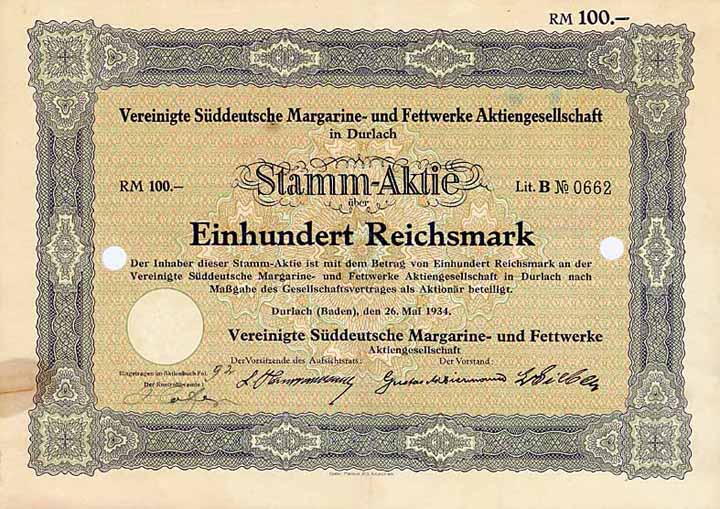 RM 100.—
Vereinigte Süddeutsche Margarine- und Fettwerke Aktiengesellschaft
in Durlach
RM 100.— Stamm-Aktie Lit. B № 0662
über
Einhundert Reichsmark
Der Inhaber dieser Stamm-Aktie ist mit dem Betrag von Einhundert Reichsmark an der
Vereinigte Süddeutsche Margarine- und Fettwerke Aktiengesellschaft in Durlach nach
Maßgabe des Gesellschaftsvertrages als Aktionär beteiligt.
Durlach (Baden), den 26. Mai 1934.
Vereinigte Süddeutsche Margarine- und Fettwerke
Aktiengesellschaft
Der Vorsitzende des Aufsichtsrats: Der Vorstand:
Eingetragen im Aktienbuch Fol. 92
Der Kontrollbeamte: